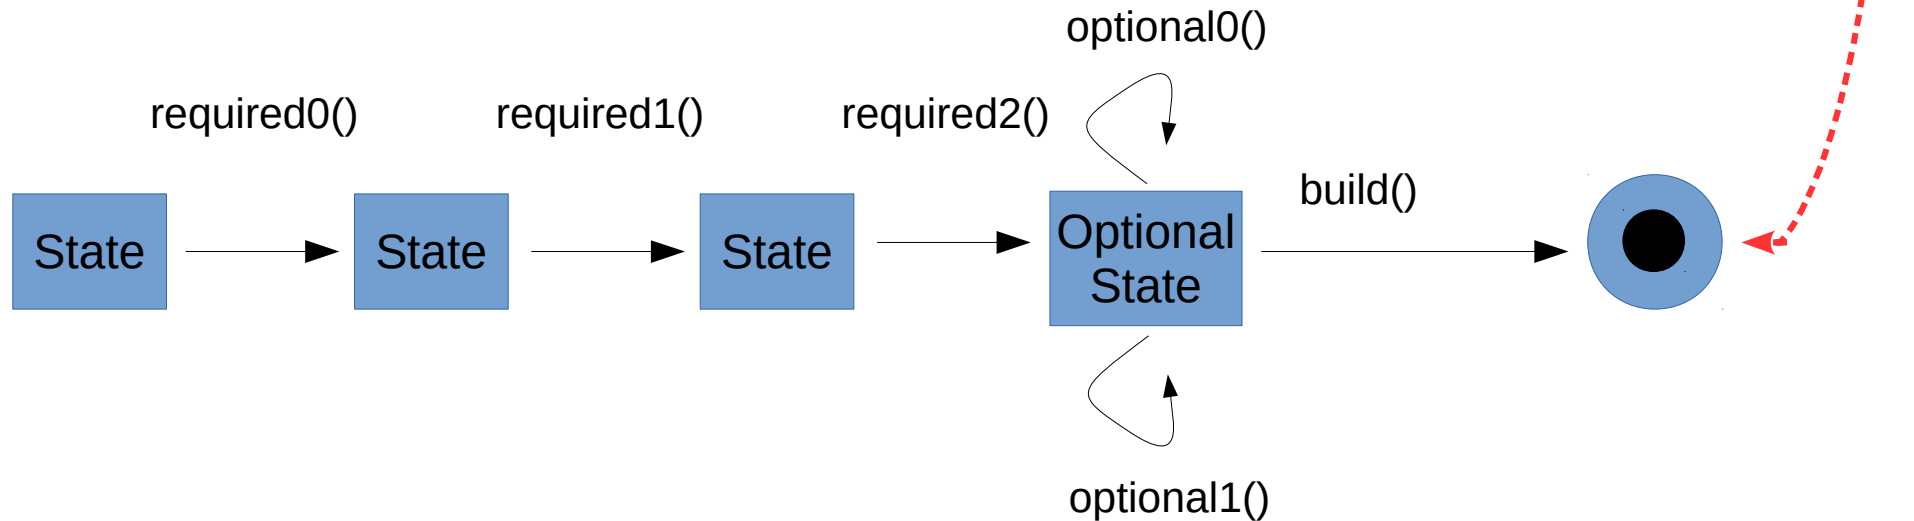 optional0()
required0()
required1()
required2()
build()
State
State
State
Optional
State
optional1()